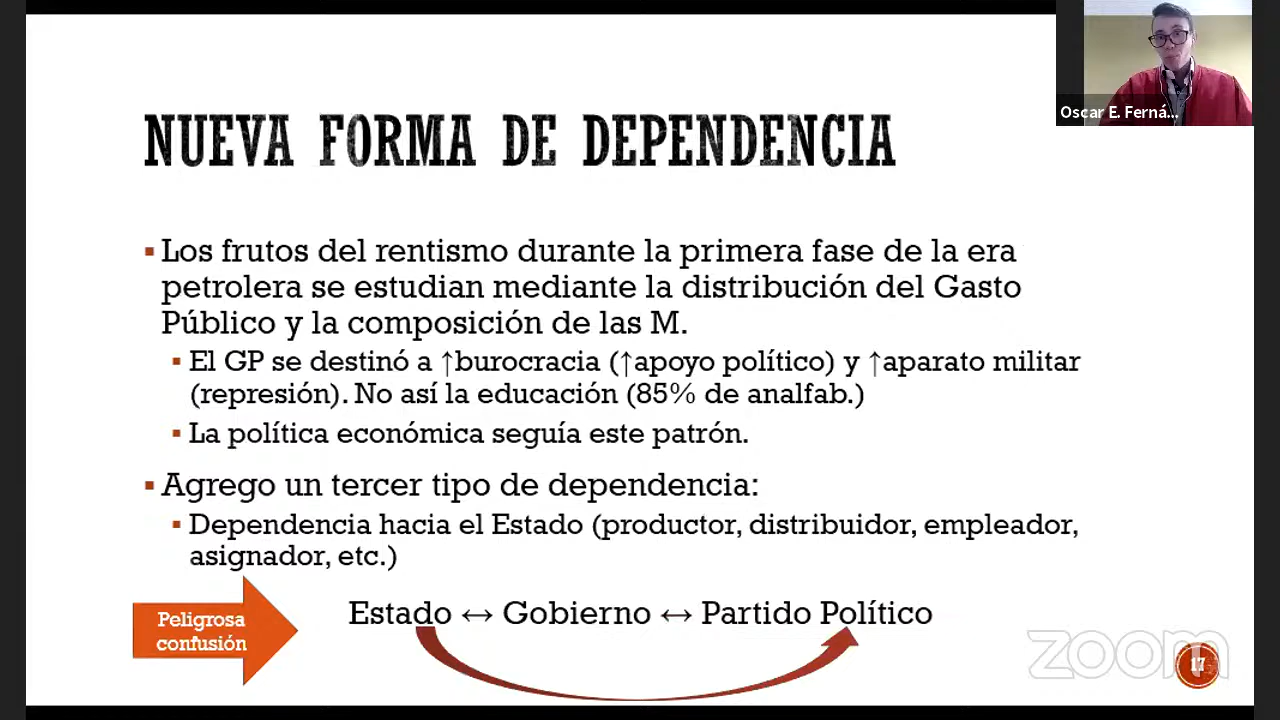 Oscar E. Ferná...
NUEVA FORMA DE DEPENDENCIA
▪ Los frutos del rentismo durante la primera fase de la era
petrolera se estudian mediante la distribución del Gasto
Público y la composición de las M.
▪ El GP se destinó a ↑burocracia (↑apoyo político) y ↑aparato militar
(represión). No así la educación (85% de analfab.)
▪ La política económica seguía este patrón.
▪ Agrego un tercer tipo de dependencia:
▪ Dependencia hacia el Estado (productor, distribuidor, empleador,
asignador, etc.)
Peligrosa
confusión
Estado ↔ Gobierno ↔ Partido Político
zoom
17